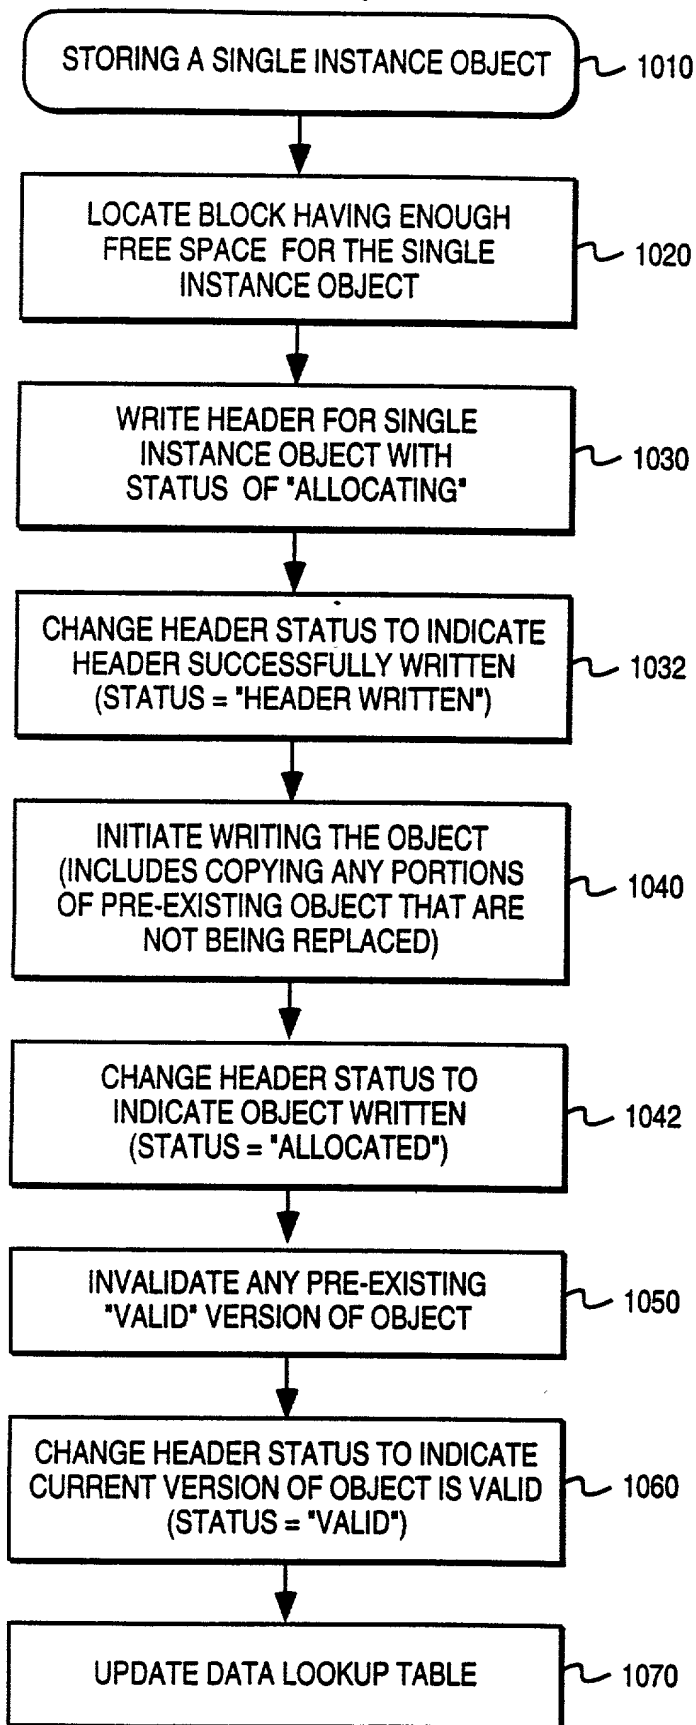 STORING A SINGLE INSTANCE OBJECT
1010
LOCATE BLOCK HAVING ENOUGH
FREE SPACE FOR THE SINGLE
INSTANCE OBJECT
1020
WRITE HEADER FOR SINGLE
INSTANCE OBJECT WITH
STATUS OF "ALLOCATING"
1030
CHANGE HEADER STATUS TO INDICATE
HEADER SUCCESSFULLY WRITTEN
(STATUS = "HEADER WRITTEN")
1032
INITIATE WRITING THE OBJECT
(INCLUDES COPYING ANY PORTIONS
OF PRE-EXISTING OBJECT THAT ARE
NOT BEING REPLACED)
1040
CHANGE HEADER STATUS TO
INDICATE OBJECT WRITTEN
(STATUS = "ALLOCATED")
1042
INVALIDATE ANY PRE-EXISTING
"VALID" VERSION OF OBJECT
1050
CHANGE HEADER STATUS TO INDICATE
CURRENT VERSION OF OBJECT IS VALID
(STATUS = "VALID")
1060
UPDATE DATA LOOKUP TABLE
1070